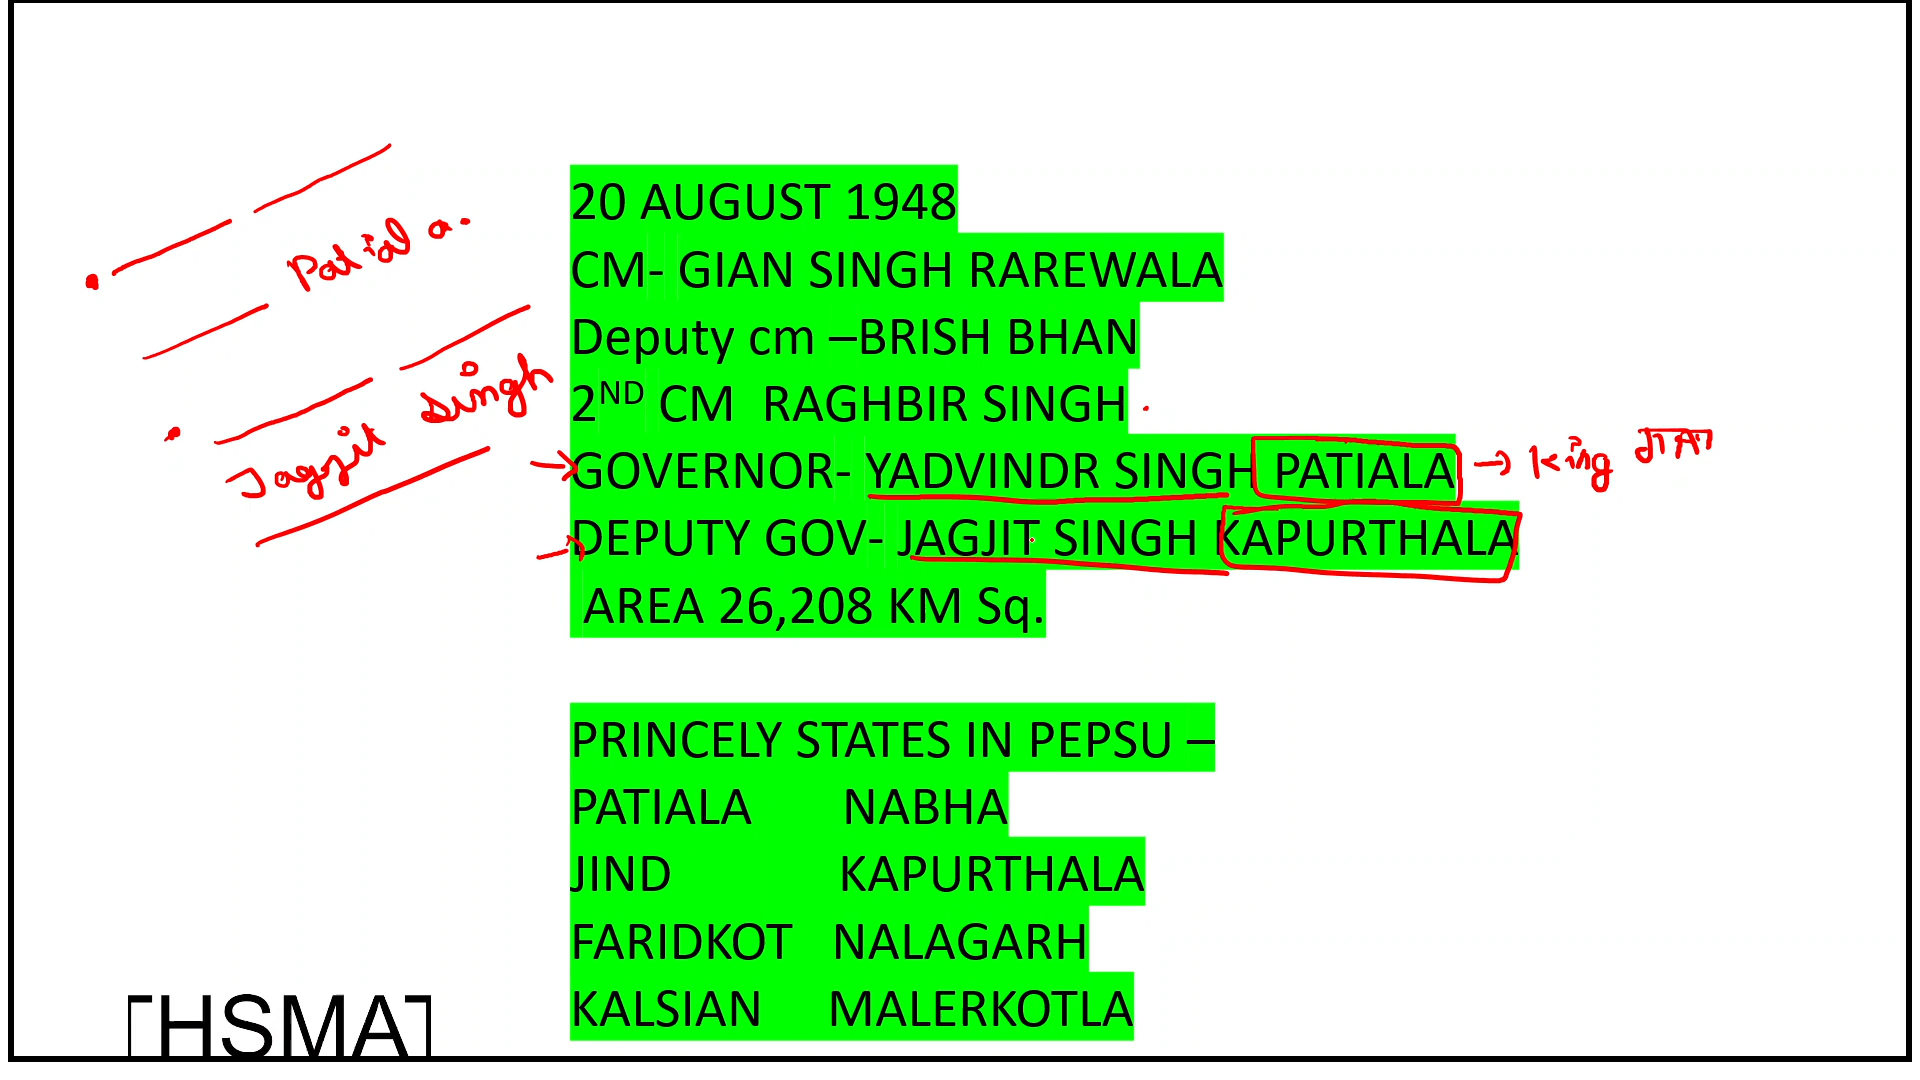 20 AUGUST 1948
CM- GIAN SINGH RAREWALA
Patiala.
Deputy cm –BRISH BHAN
2ND CM RAGHBIR SINGH
Jagjit Singh
GOVERNOR- YADVINDR SINGH PATIALA → King
DEPUTY GOV- JAGJIT SINGH KAPURTHALA
AREA 26,208 KM Sq.
PRINCELY STATES IN PEPSU –
PATIALA NABHA
JIND KAPURTHALA
FARIDKOT NALAGARH
KALSIAN MALERKOTLA
[HSMA]